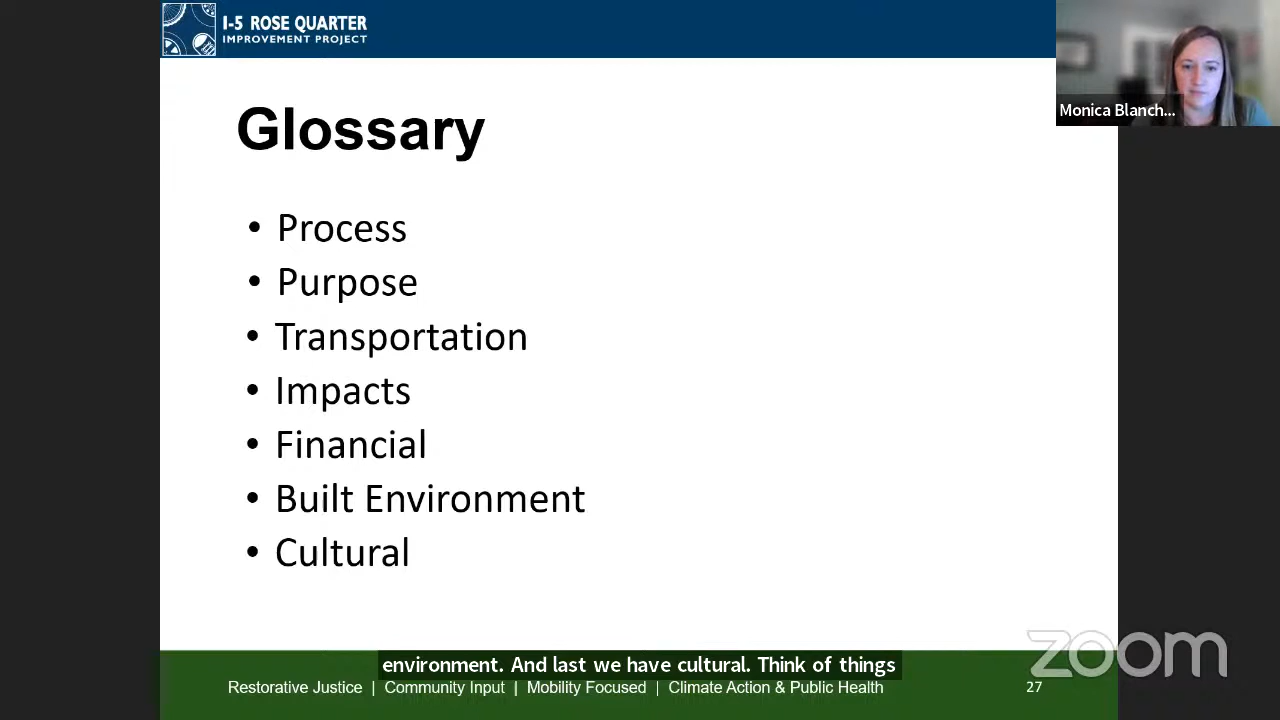 I-5 ROSE QUARTER
IMPROVEMENT PROJECT
Monica Blanch...
Glossary
• Process
• Purpose
• Transportation
• Impacts
• Financial
• Built Environment
• Cultural
zoom
environment. And last we have cultural. Think of things
Restorative Justice | Community Input | Mobility Focused | Climate Action & Public Health
27